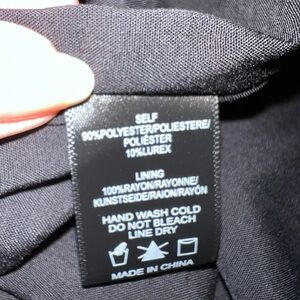 SELF
90%POLYESTER/POLIESTERE/
POLIÉSTER
10%LUREX
LINING
100%RAYON/RAYONNE/
KUNSTSEIDE/RAION/RAYÓN
HAND WASH COLD
DO NOT BLEACH
LINE DRY
MADE IN CHINA